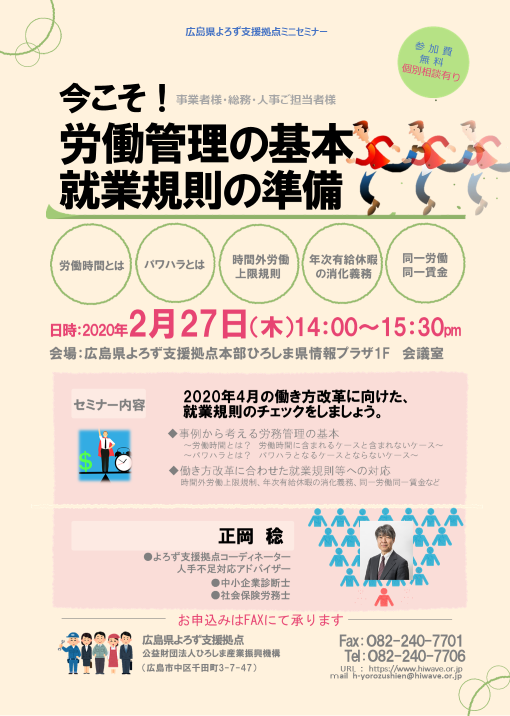 広島県よろず支援拠点ミニセミナー
参加費
無料
個別相談有り
今こそ！ 事業者様・総務・人事ご担当者様
労働管理の基本
就業規則の準備
労働時間とは
パワハラとは
時間外労働
上限規則
年次有給休暇
の消化義務
同一労働
同一賃金
日時：2020年2月27日（木）14：00～15：30pm
会場：広島県よろず支援拠点本部ひろしま県情報プラザ1F 会議室
セミナー内容
2020年4月の働き方改革に向けた、
就業規則のチェックをしましょう。
◆事例から考える労務管理の基本
～労働時間とは？ 労働時間に含まれるケースと含まれないケース～
～パワハラとは？ パワハラとなるケースとならないケース～
◆働き方改革に合わせた就業規則等への対応
時間外労働上限規制、年次有給休暇の消化義務、同一労働同一賃金など
$
正岡 稔
●よろず支援拠点コーディネーター
人手不足対応アドバイザー
●中小企業診断士
●社会保険労務士
お申込みはFAXにて承ります
広島県よろず支援拠点
公益財団法人ひろしま産業振興機構
（広島市中区千田町3-7-47）
Fax：082-240-7701
Tel：082-240-7706
URL : https://www.hiwave.or.jp
mail h-yorozushien@hiwave.or.jp